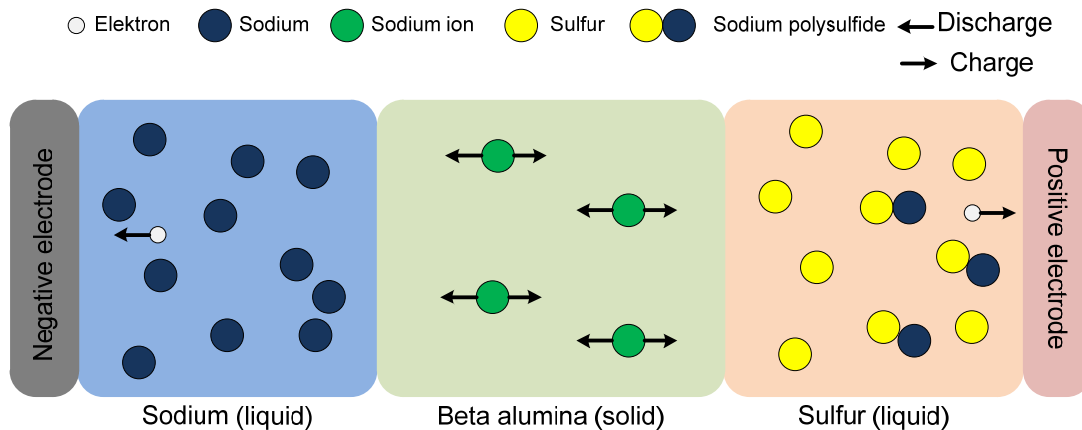 Elektron Sodium Sodium ion Sulfur Sodium polysulfide Discharge
Charge
Negative electrode
Positive electrode
Sodium (liquid) Beta alumina (solid) Sulfur (liquid)